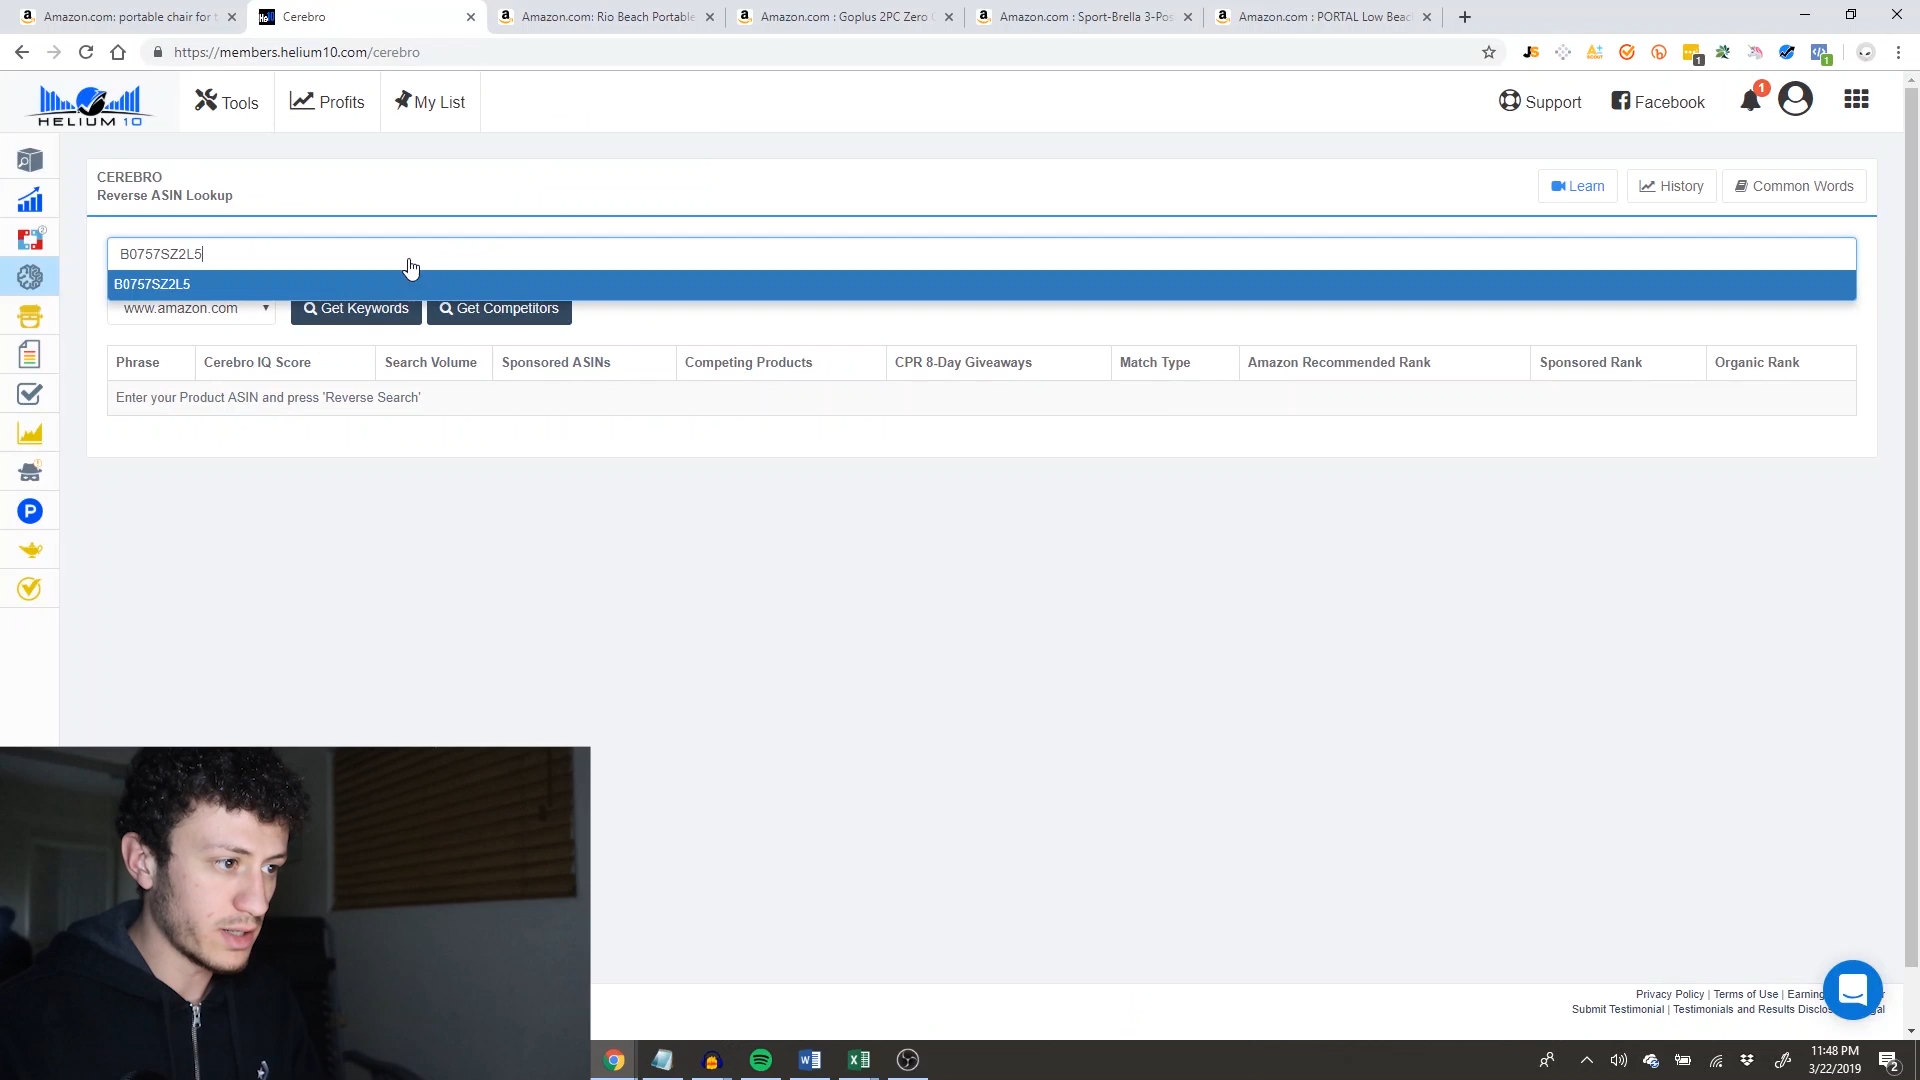 Amazon.com: portable chair for t
Cerebro
Amazon.com: Rio Beach Portable
Amazon.com : Goplus 2PC Zero
Amazon.com : Sport-Brella 3-Pos
Amazon.com : PORTAL Low Beac
https://members.helium10.com/cerebro
HELIUM 10
Tools
Profits
My List
Support
Facebook
1
CEREBRO
Reverse ASIN Lookup
Learn
History
Common Words
B0757SZ2L5
B0757SZ2L5
www.amazon.com
Get Keywords
Get Competitors
Phrase
Cerebro IQ Score
Search Volume
Sponsored ASINs
Competing Products
CPR 8-Day Giveaways
Match Type
Amazon Recommended Rank
Sponsored Rank
Organic Rank
Enter your Product ASIN and press 'Reverse Search'
Privacy Policy | Terms of Use | Earning
Submit Testimonial | Testimonials and Results Disclos
11:48 PM
3/22/2019
2